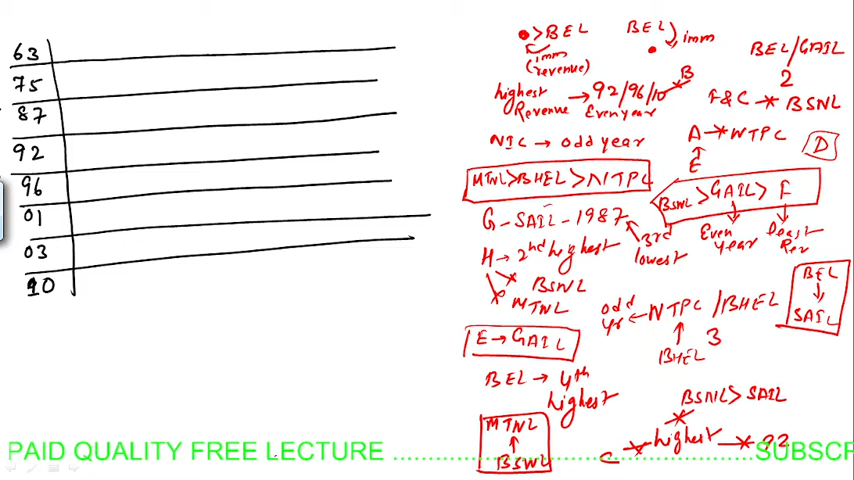 63
75
87
92
96
01
03
10
> BEL
imm
(revenue)
BEL
imm
BEL/GAIL
2
highest Revenue → 92/96/10 B
Even year
F&C BSNL
NIC → odd year
A NTPC
E
D
MTNL > BHEL > NTPC
BSNL > GAIL > F
Even year
least Rev
G - SAIL - 1987
3rd lowest
H → 2nd highest
BSNL
MTNL
odd yr ← NTPC / BHEL
3
BHEL
BEL
SAIL
E → GAIL
BEL → 4th highest
BSNL > SAIL
MTNL
BSNL
C highest
PAID QUALITY FREE LECTURE ..............................................SUBSCR